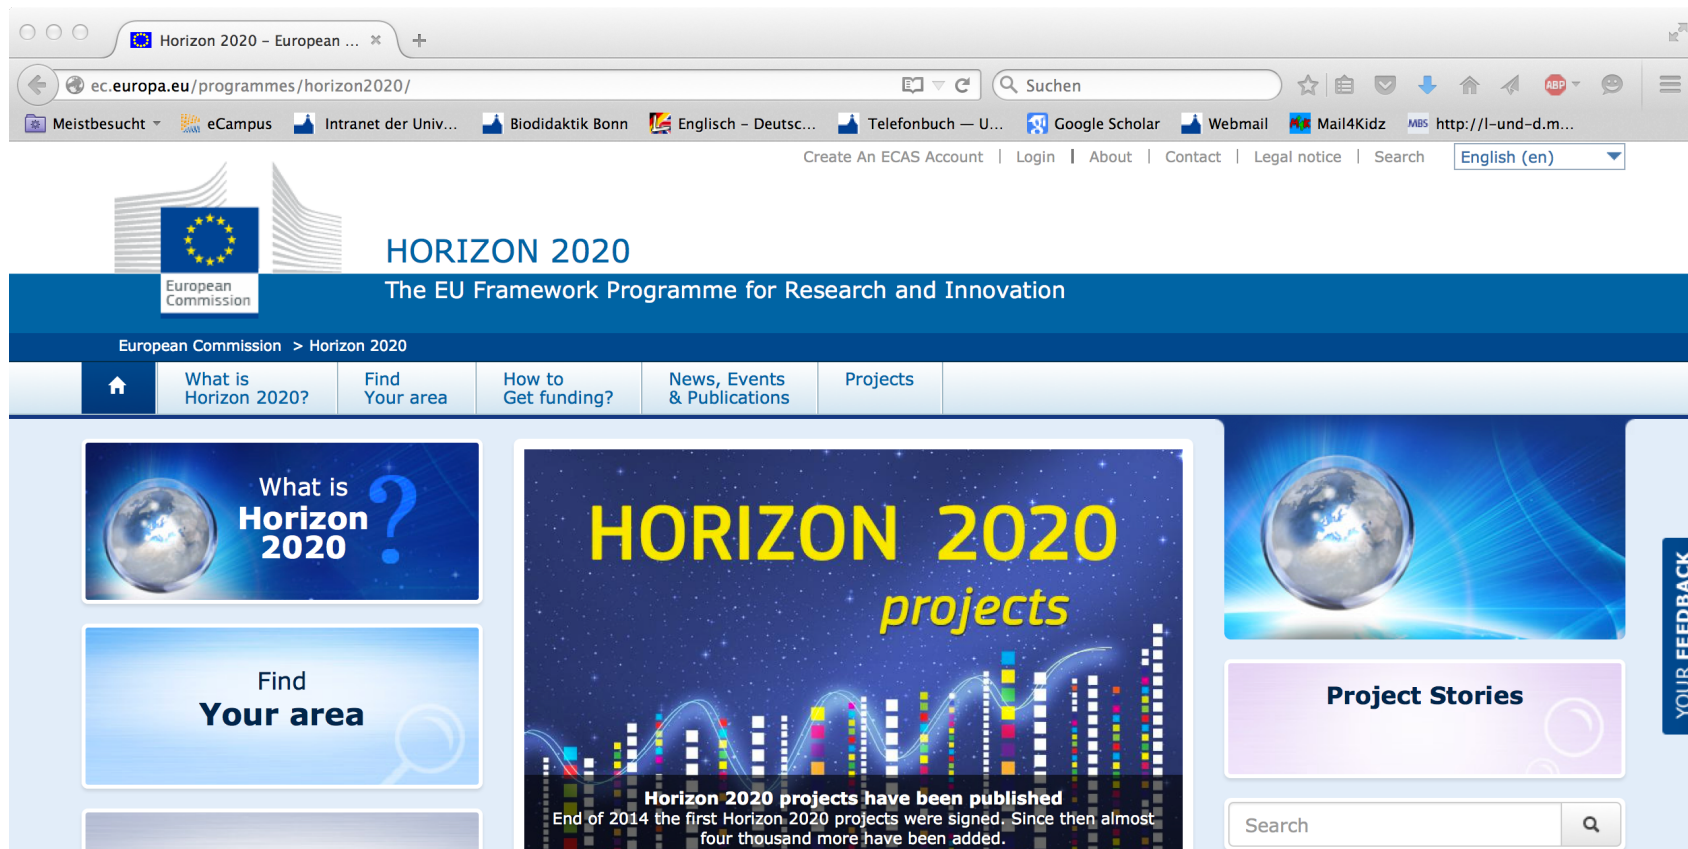 Horizon 2020 – European ...
ec.europa.eu/programmes/horizon2020/
Suchen
ABP
Meistbesucht
eCampus
Intranet der Univ...
Biodidaktik Bonn
Englisch – Deutsc...
Telefonbuch — U...
Google Scholar
Webmail
Mail4Kidz
MBS http://l-und-d.m...
Create An ECAS Account | Login | About | Contact | Legal notice | Search
English (en)
European
Commission
HORIZON 2020
The EU Framework Programme for Research and Innovation
European Commission > Horizon 2020
What is
Horizon 2020?
Find
Your area
How to
Get funding?
News, Events
& Publications
Projects
What is
Horizon
2020
?
Find
Your area
HORIZON 2020
projects
Horizon 2020 projects have been published
End of 2014 the first Horizon 2020 projects were signed. Since then almost
four thousand more have been added.
Project Stories
Search
YOUR FEEDBACK